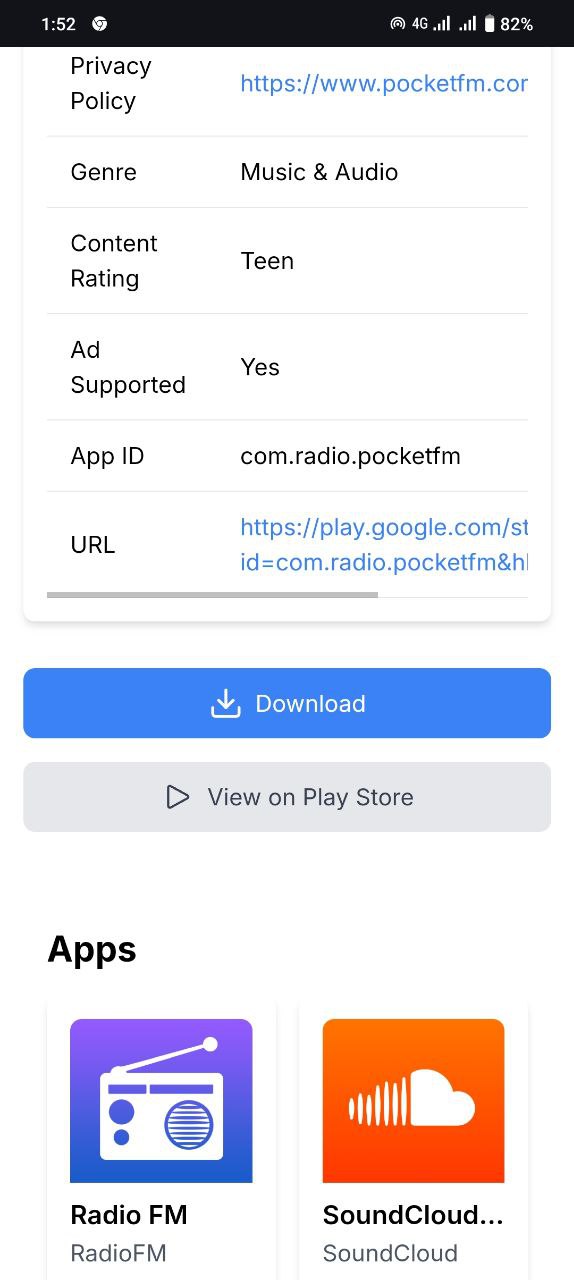 1:52 4G 82%
Privacy
Policy
https://www.pocketfm.cor
Genre
Music & Audio
Content
Rating
Teen
Ad
Supported
Yes
App ID
com.radio.pocketfm
URL
https://play.google.com/st
id=com.radio.pocketfm&hl
Download
View on Play Store
Apps
Radio FM
RadioFM
SoundCloud...
SoundCloud